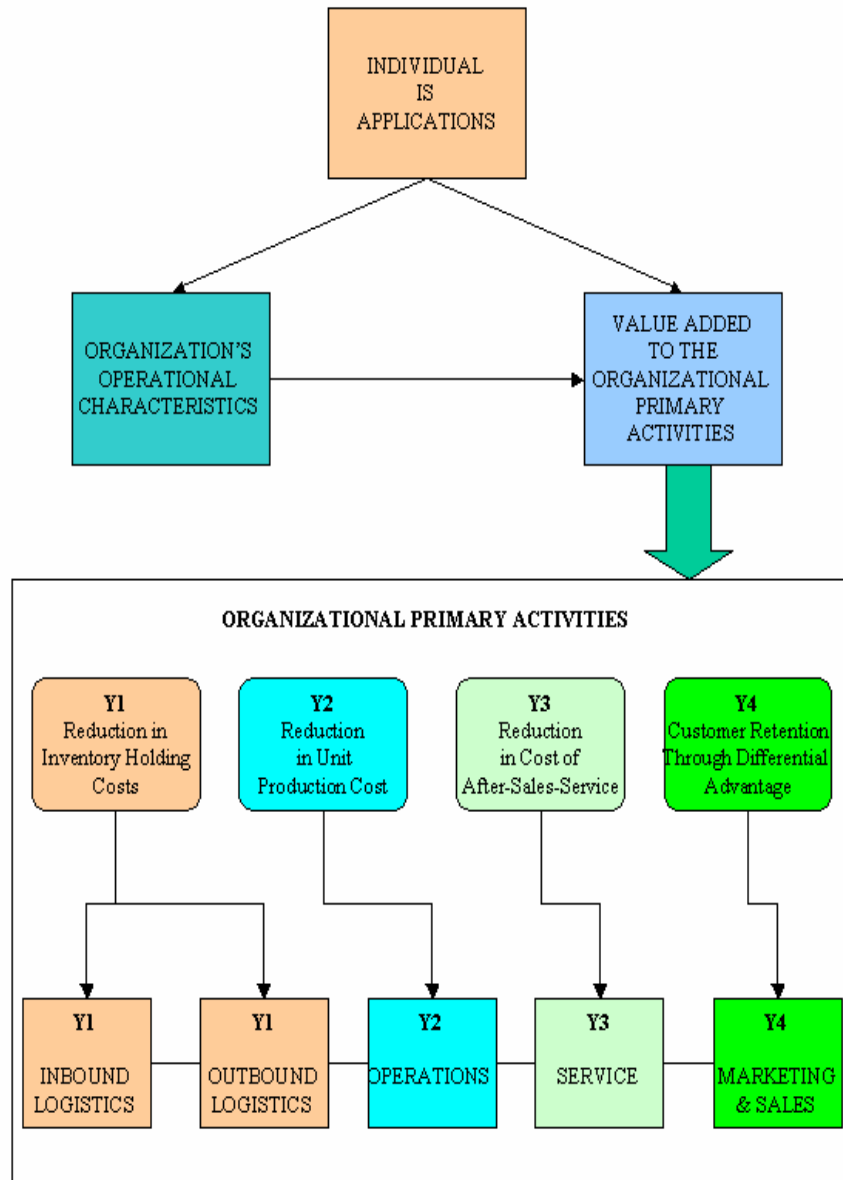 INDIVIDUAL
IS
APPLICATIONS
ORGANIZATION'S
OPERATIONAL
CHARACTERISTICS
VALUE ADDED
TO THE
ORGANIZATIONAL
PRIMARY
ACTIVITIES
ORGANIZATIONAL PRIMARY ACTIVITIES
Y1
Reduction in
Inventory Holding
Costs
Y2
Reduction
in Unit
Production Cost
Y3
Reduction
in Cost of
After-Sales-Service
Y4
Customer Retention
Through Differential
Advantage
Y1
INBOUND
LOGISTICS
Y1
OUTBOUND
LOGISTICS
Y2
OPERATIONS
Y3
SERVICE
Y4
MARKETING
& SALES